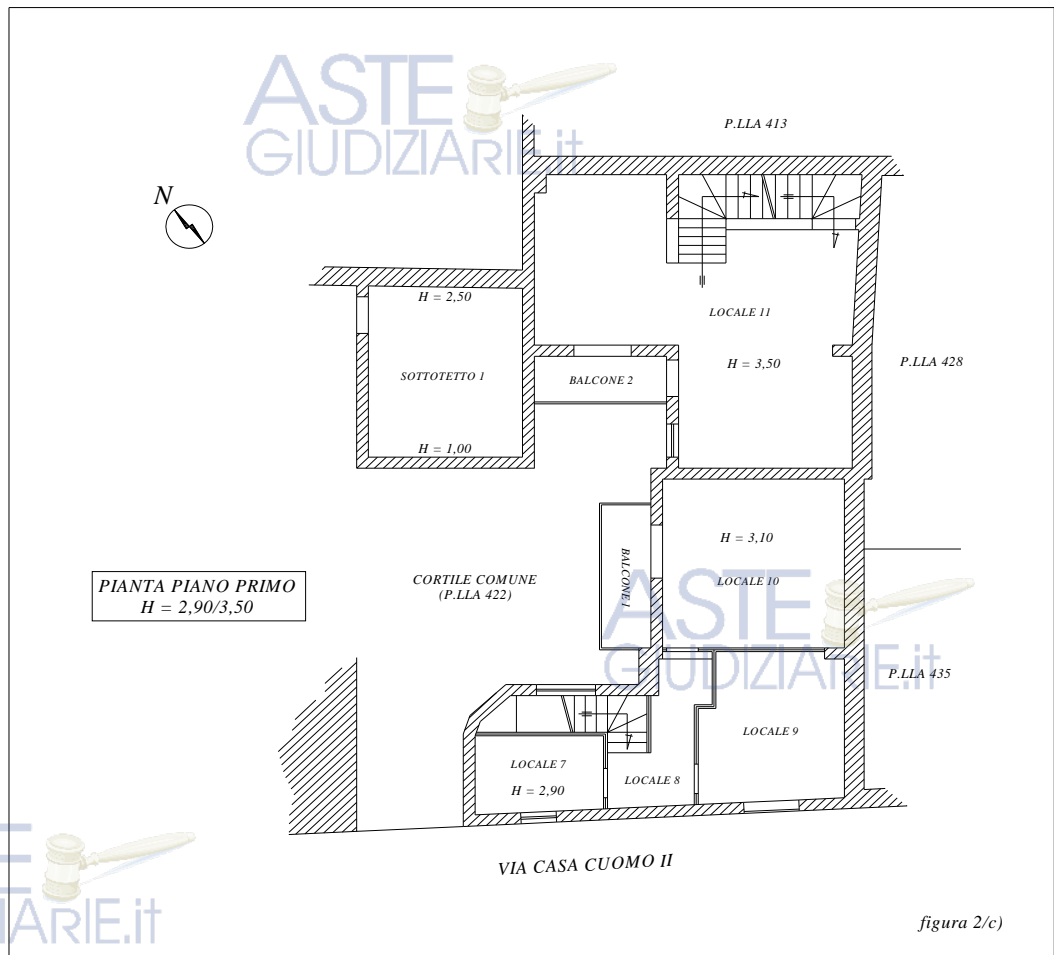 ASTE
GIUDIZIARIE.it
P.LLA 413
N
H = 2,50
LOCALE 11
SOTTOTETTO 1
BALCONE 2
H = 3,50
P.LLA 428
H = 1,00
H = 3,10
BALCONE 1
LOCALE 10
CORTILE COMUNE
(P.LLA 422)
PIANTA PIANO PRIMO
H = 2,90/3,50
ASTE
GIUDIZIARIE.it
P.LLA 435
LOCALE 9
LOCALE 7
LOCALE 8
H = 2,90
VIA CASA CUOMO II
E
IARIE.it
figura 2/c)